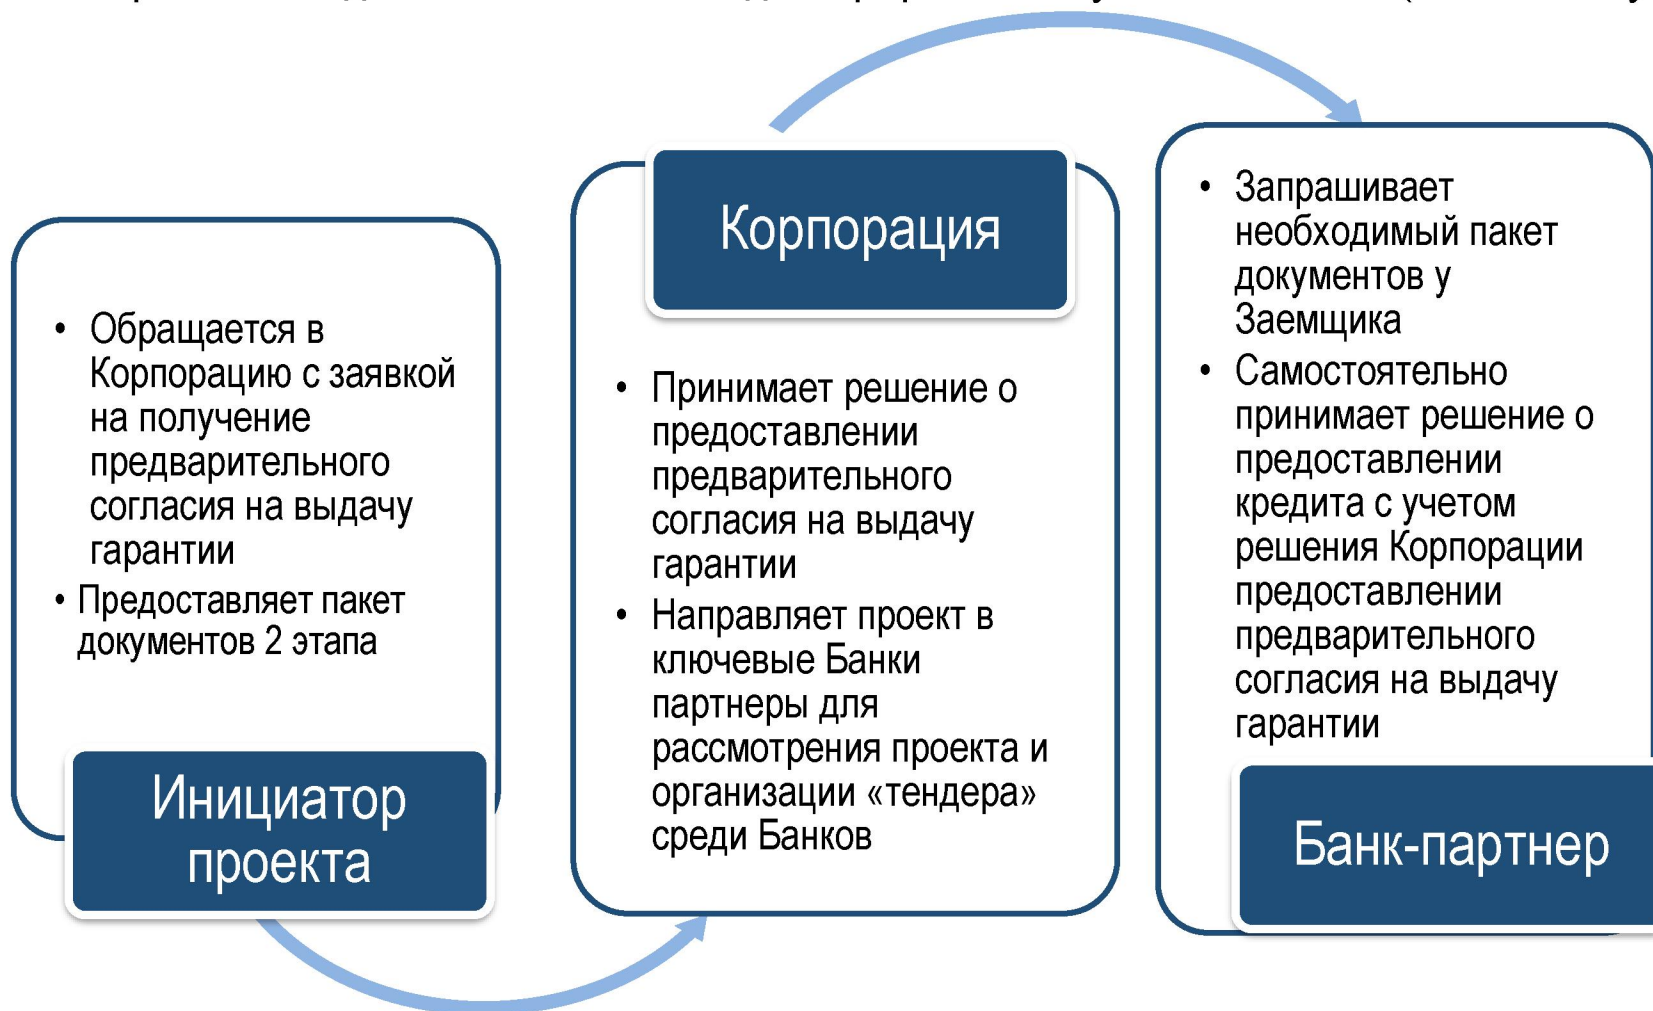 • Обращается в
Корпорацию с заявкой
на получение
предварительного
согласия на выдачу
гарантии
• Предоставляет пакет
документов 2 этапа
Инициатор
проекта
Корпорация
• Принимает решение о
предоставлении
предварительного
согласия на выдачу
гарантии
• Направляет проект в
ключевые Банки
партнеры для
рассмотрения проекта и
организации «тендера»
среди Банков
• Запрашивает
необходимый пакет
документов у
Заемщика
• Самостоятельно
принимает решение о
предоставлении
кредита с учетом
решения Корпорации
предоставлении
предварительного
согласия на выдачу
гарантии
Банк-партнер